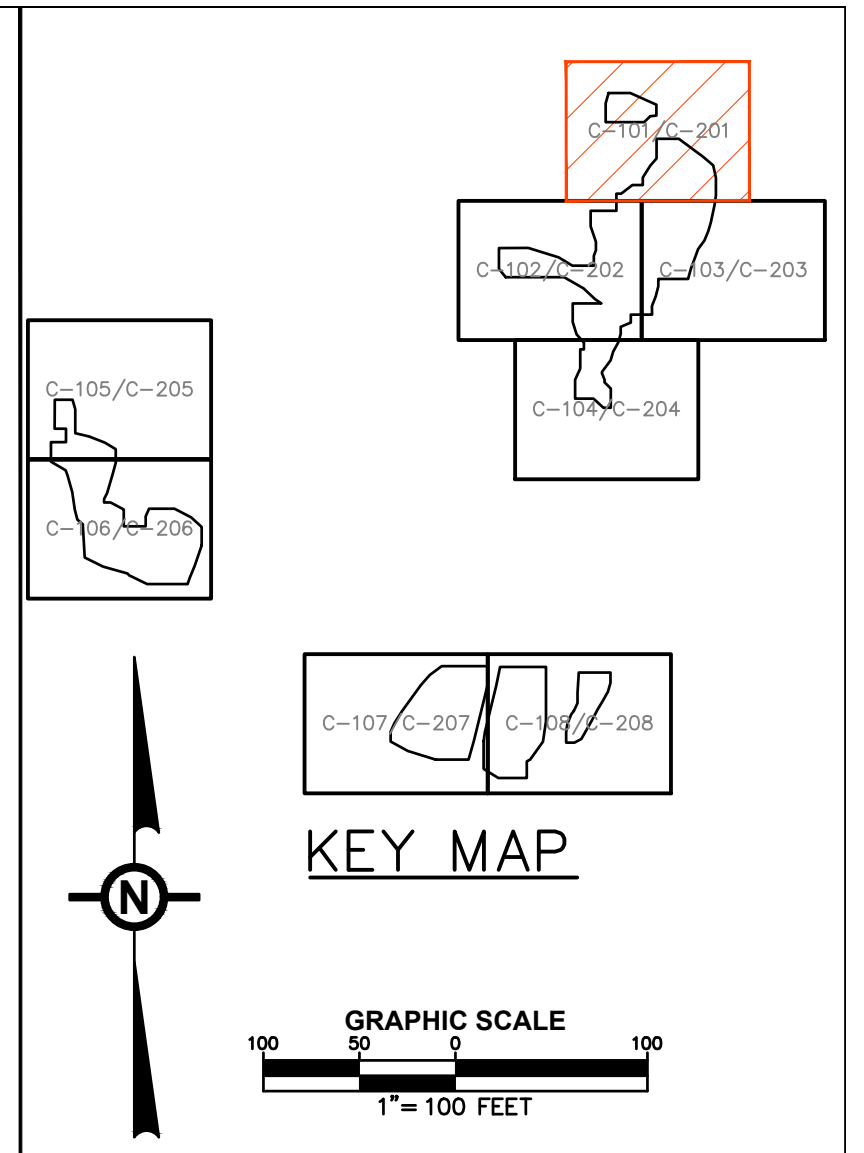 C-101/C-201
C-102/C-202
C-103/C-203
C-105/C-205
C-104/C-204
C-106/C-206
C-107/C-207
C-108/C-208
KEY MAP
N
GRAPHIC SCALE
100 50 0 100
1"= 100 FEET